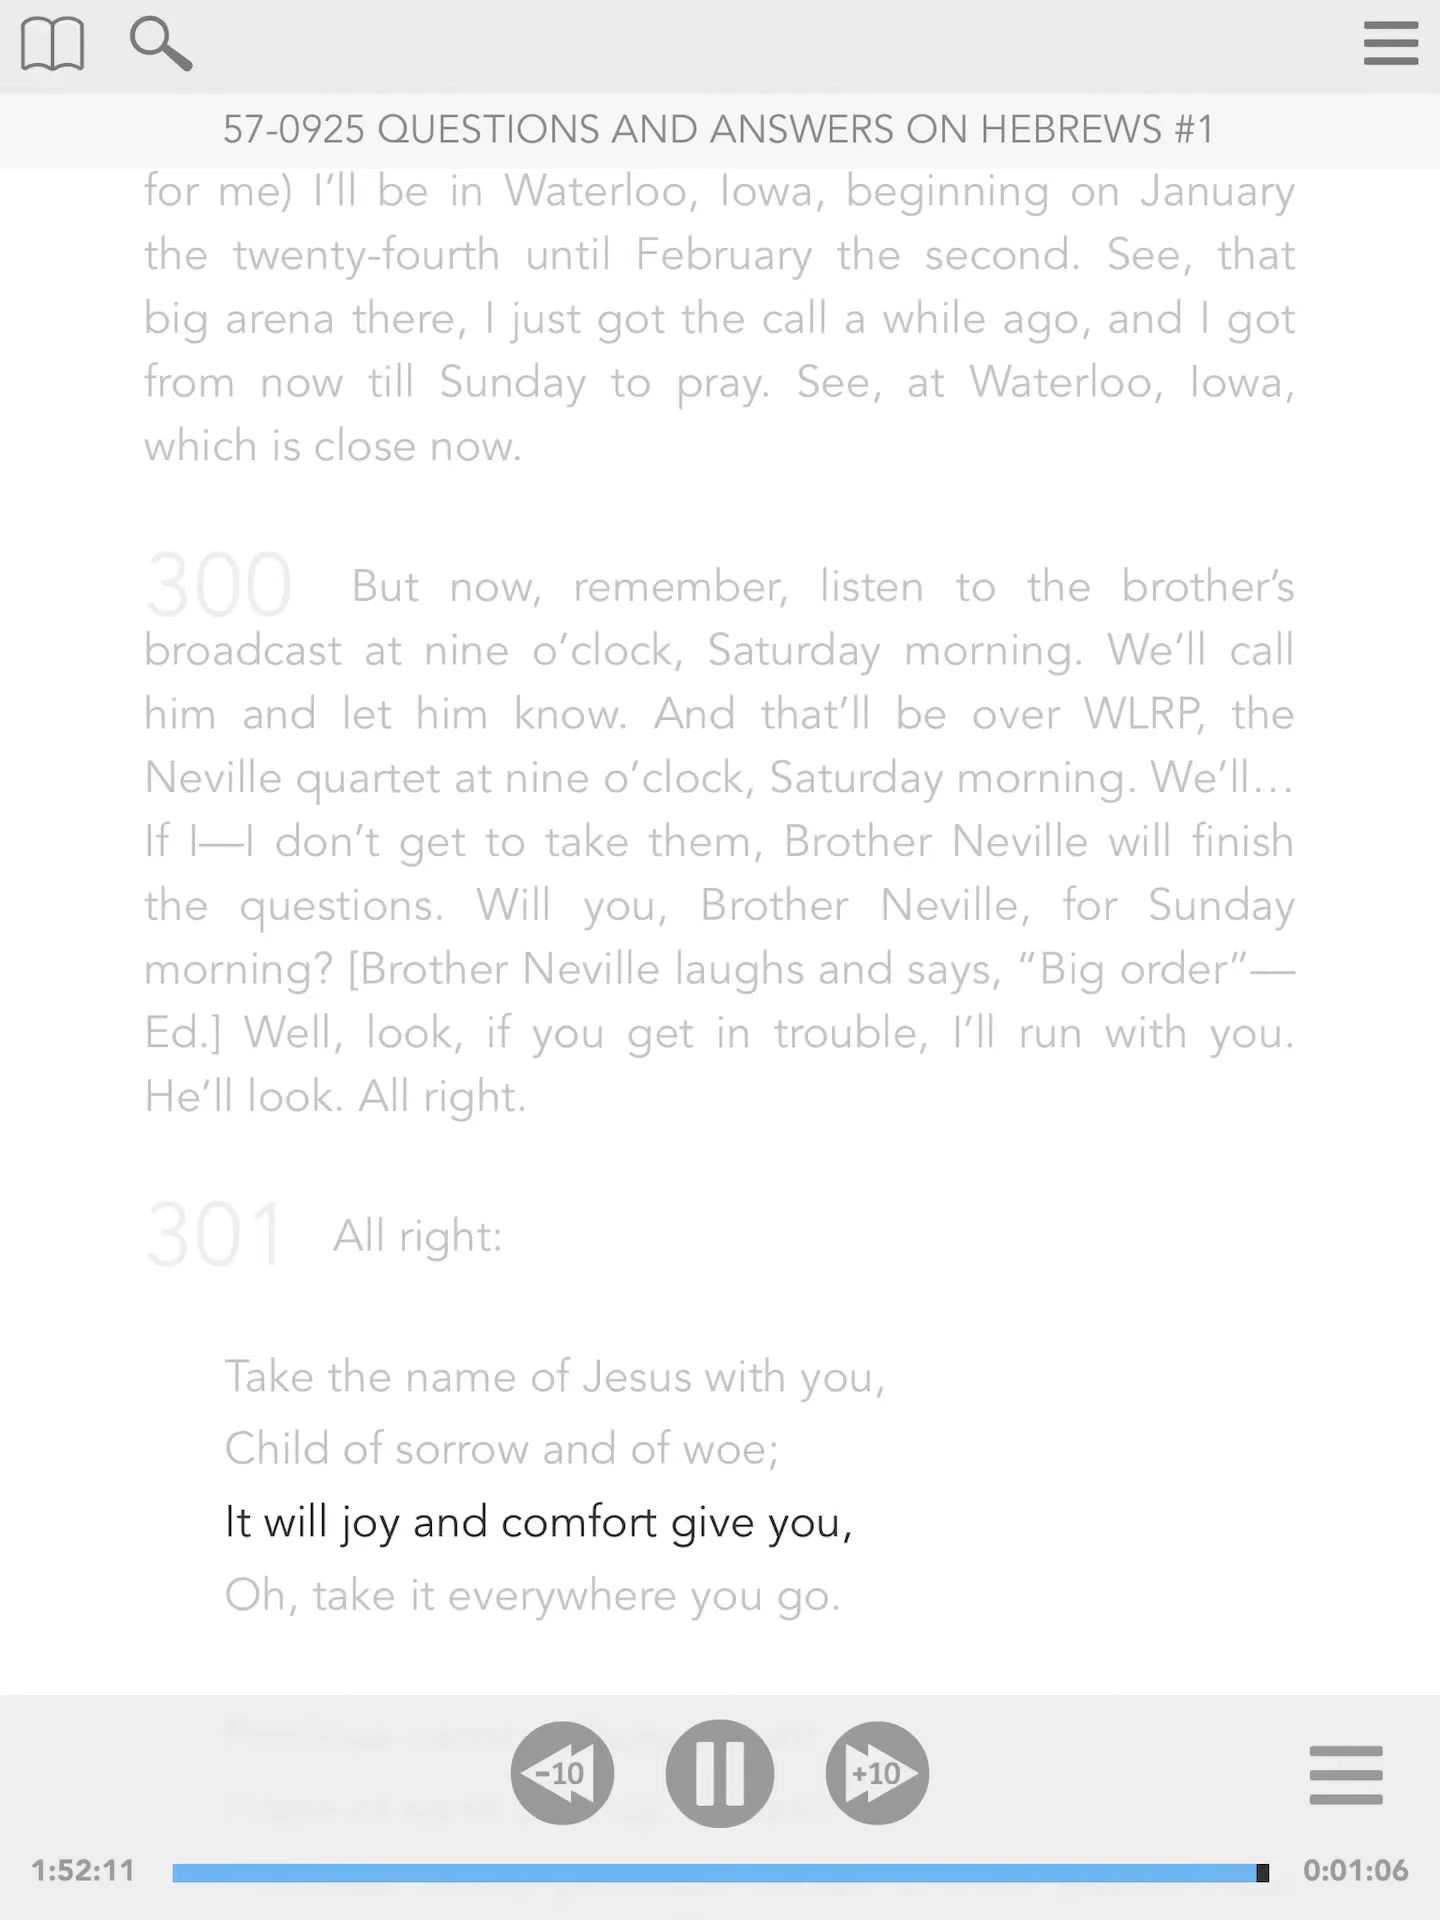 57-0925 QUESTIONS AND ANSWERS ON HEBREWS #1
for me) I’ll be in Waterloo, Iowa, beginning on January
the twenty-fourth until February the second. See, that
big arena there, I just got the call a while ago, and I got
from now till Sunday to pray. See, at Waterloo, Iowa,
which is close now.
300 But now, remember, listen to the brother’s
broadcast at nine o’clock, Saturday morning. We’ll call
him and let him know. And that’ll be over WLRP, the
Neville quartet at nine o’clock, Saturday morning. We’ll…
If I—I don’t get to take them, Brother Neville will finish
the questions. Will you, Brother Neville, for Sunday
morning? [Brother Neville laughs and says, “Big order”—
Ed.] Well, look, if you get in trouble, I’ll run with you.
He’ll look. All right.
301 All right:
Take the name of Jesus with you,
Child of sorrow and of woe;
It will joy and comfort give you,
Oh, take it everywhere you go.
-10 +10
1:52:11 0:01:06